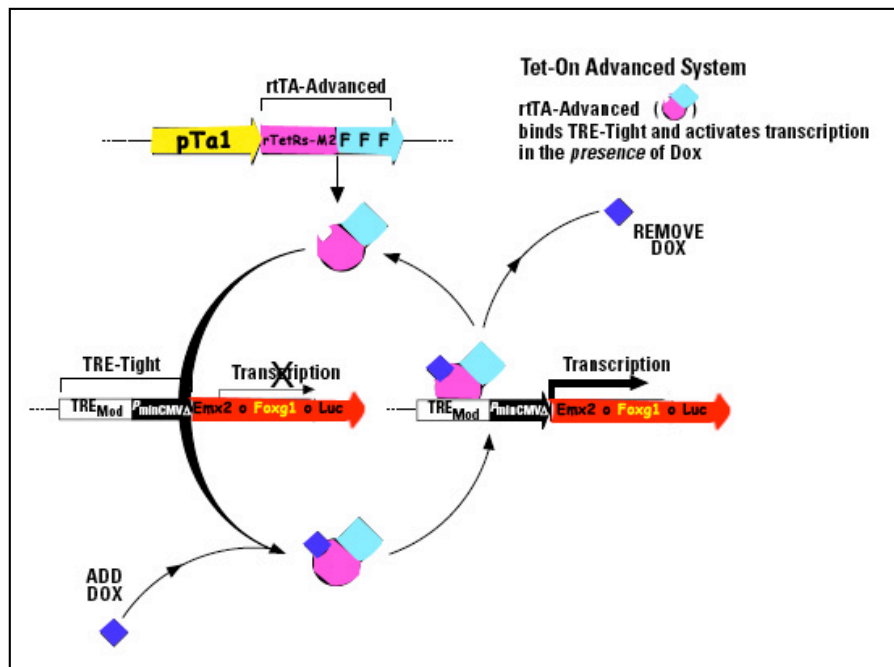 Tet-On Advanced System
rtTA-Advanced
rtTA-Advanced ( )
binds TRE-Tight and activates transcription
in the presence of Dox
pTa1
rTetRs-M2
F F F
REMOVE
DOX
TRE-Tight
Transcription
X
Transcription
TREMod
PminCMVΔ
Emx2 o Foxg1 o Luc
TREMod
PminCMVΔ
Emx2 o Foxg1 o Luc
ADD
DOX